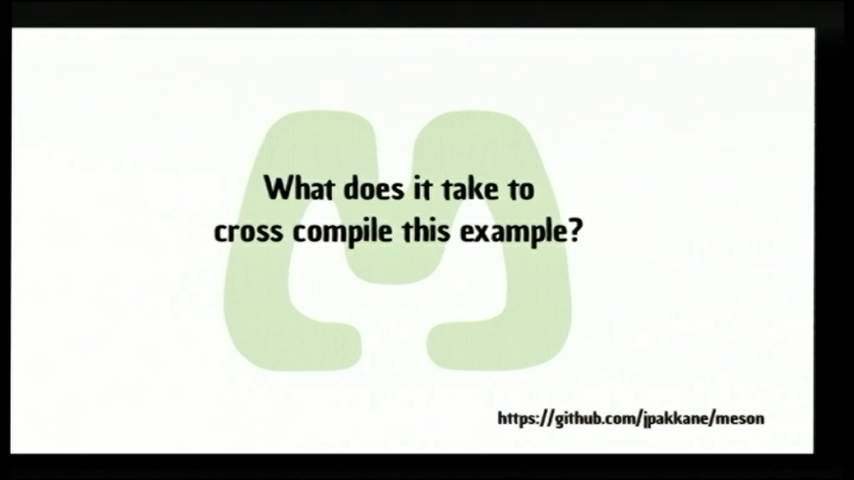 What does it take to
cross compile this example?
https://github.com/jpakkane/meson